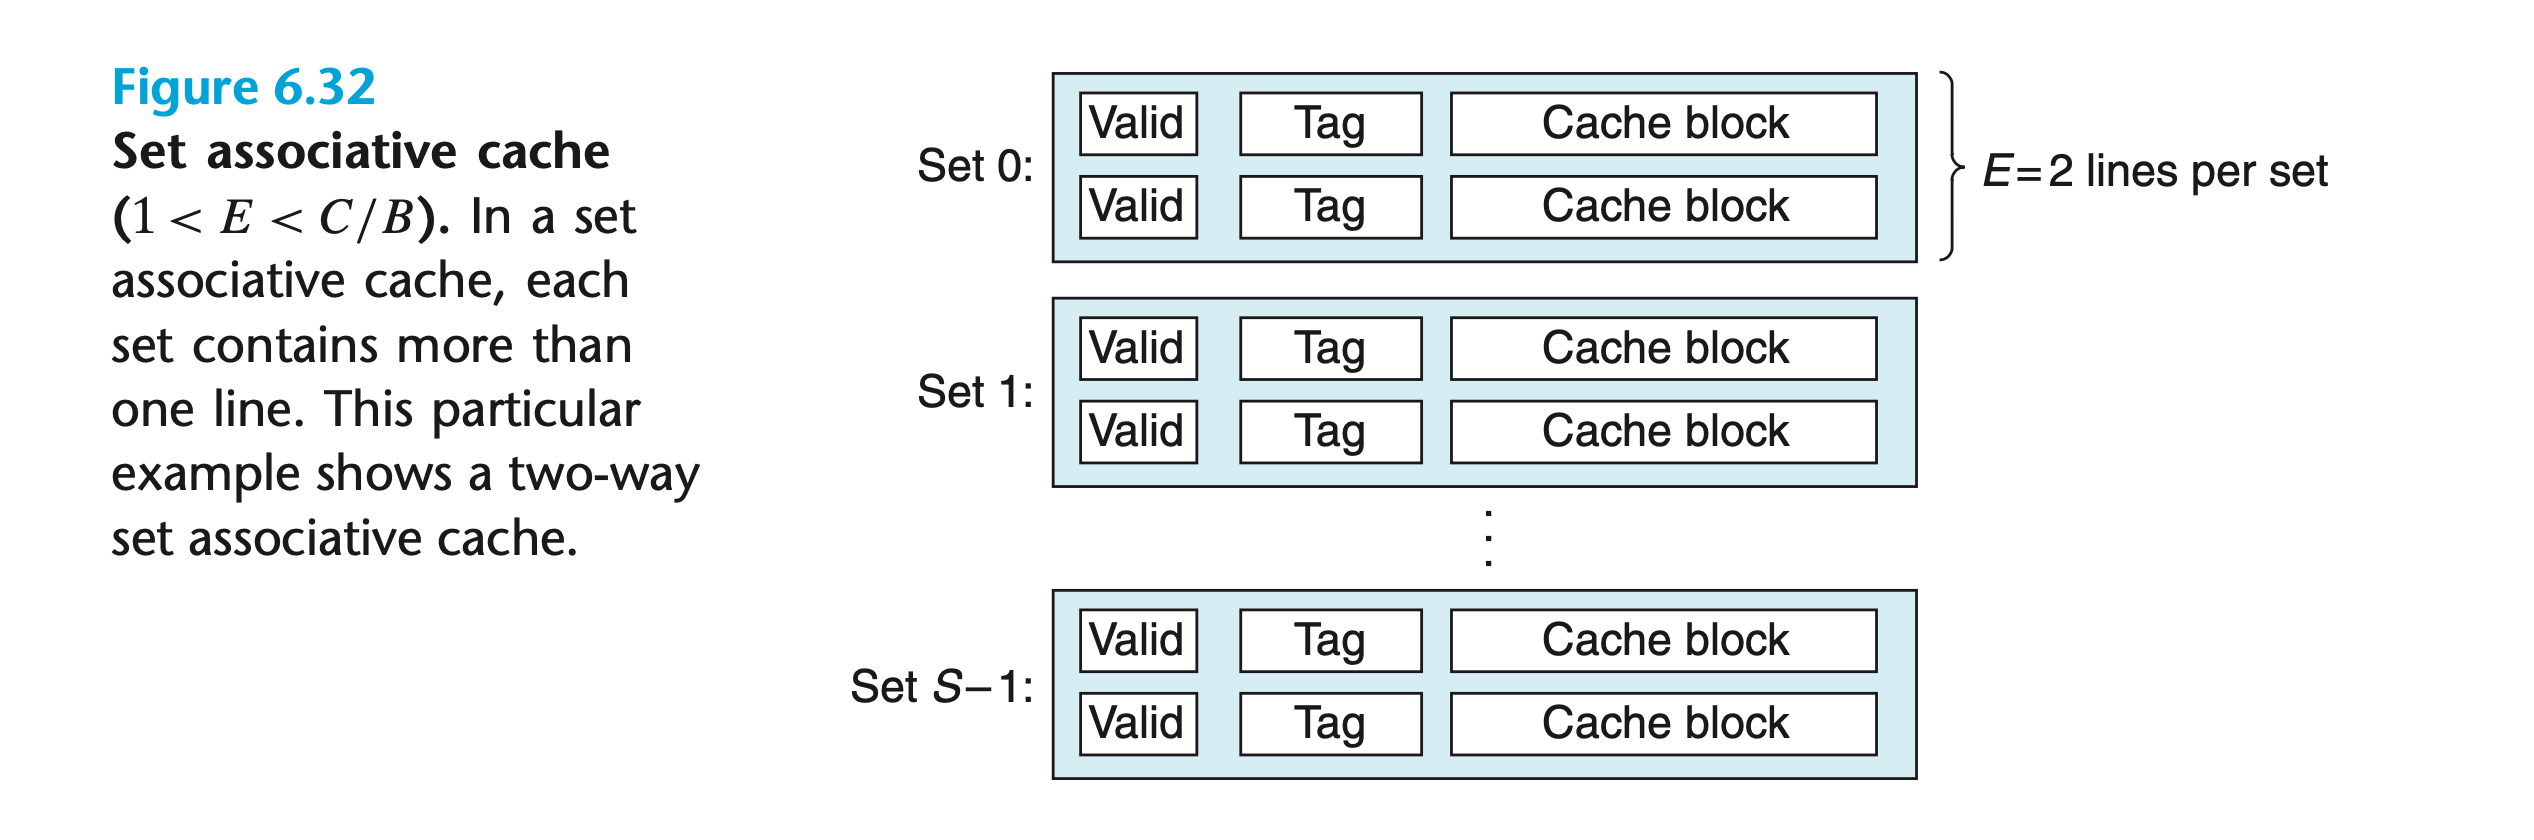 Figure 6.32
Set associative cache
(1 < E < C/B). In a set
associative cache, each
set contains more than
one line. This particular
example shows a two-way
set associative cache.
Set 0:
Valid Tag Cache block
Valid Tag Cache block
E=2 lines per set
Set 1:
Valid Tag Cache block
Valid Tag Cache block
Set S−1:
Valid Tag Cache block
Valid Tag Cache block